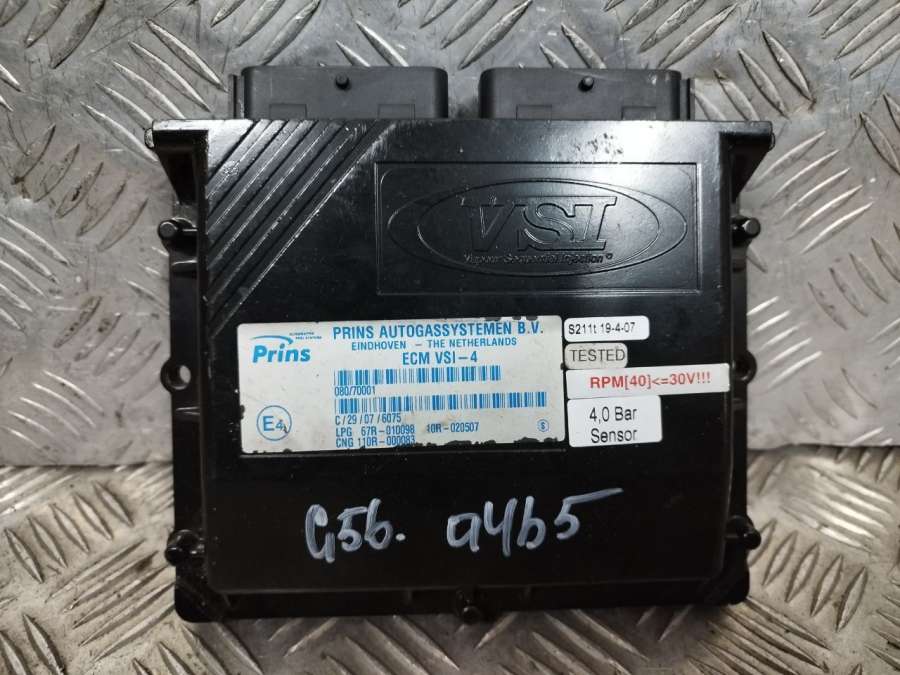 VSI
Vapour Sequential Injection ©
Prins
PRINS AUTOGASSYSTEMEN B.V.
EINDHOVEN - THE NETHERLANDS
ECM VSI-4
080/70001
C/29/07/6075
LPG 67R-010098 10R-020507
CNG 110R-000083
E4
S
S211t 19-4-07
TESTED
RPM[40]<=30V!!!
4,0 Bar
Sensor
G56. a4b5